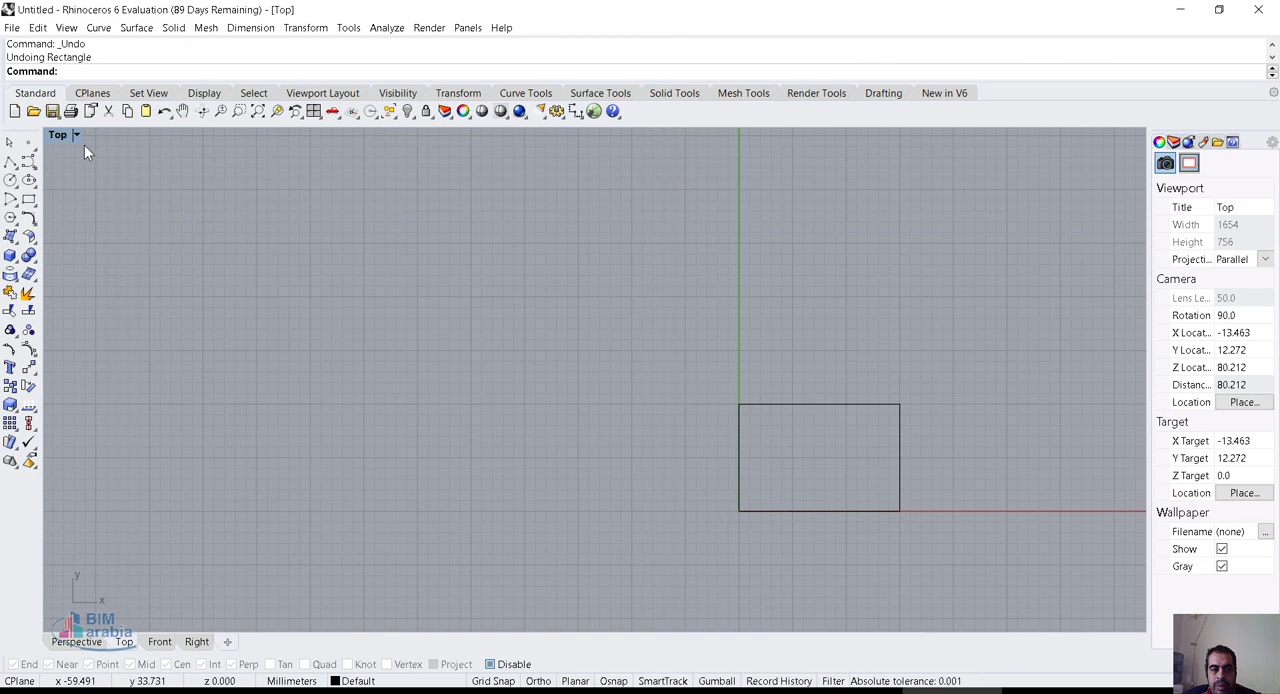 Untitled - Rhinoceros 6 Evaluation (89 Days Remaining) - [Top]
File Edit View Curve Surface Solid Mesh Dimension Transform Tools Analyze Render Panels Help
Command: _Undo
Undoing Rectangle
Command:
Standard CPlanes Set View Display Select Viewport Layout Visibility Transform Curve Tools Surface Tools Solid Tools Mesh Tools Render Tools Drafting New in V6
Top
Viewport
Title Top
Width 1654
Height 756
Projecti... Parallel
Camera
Lens Le... 50.0
Rotation 90.0
X Locat... -13.463
Y Locat... 12.272
Z Locat... 80.212
Distanc... 80.212
Location Place...
Target
X Target -13.463
Y Target 12.272
Z Target 0.0
Location Place...
Wallpaper
Filename (none) ...
Show
Gray
y
x
BIM
arabia
Perspective Top Front Right
End Near Point Mid Cen Int Perp Tan Quad Knot Vertex Project Disable
CPlane x -59.491 y 33.731 z 0.000 Millimeters Default Grid Snap Ortho Planar Osnap SmartTrack Gumball Record History Filter Absolute tolerance: 0.001